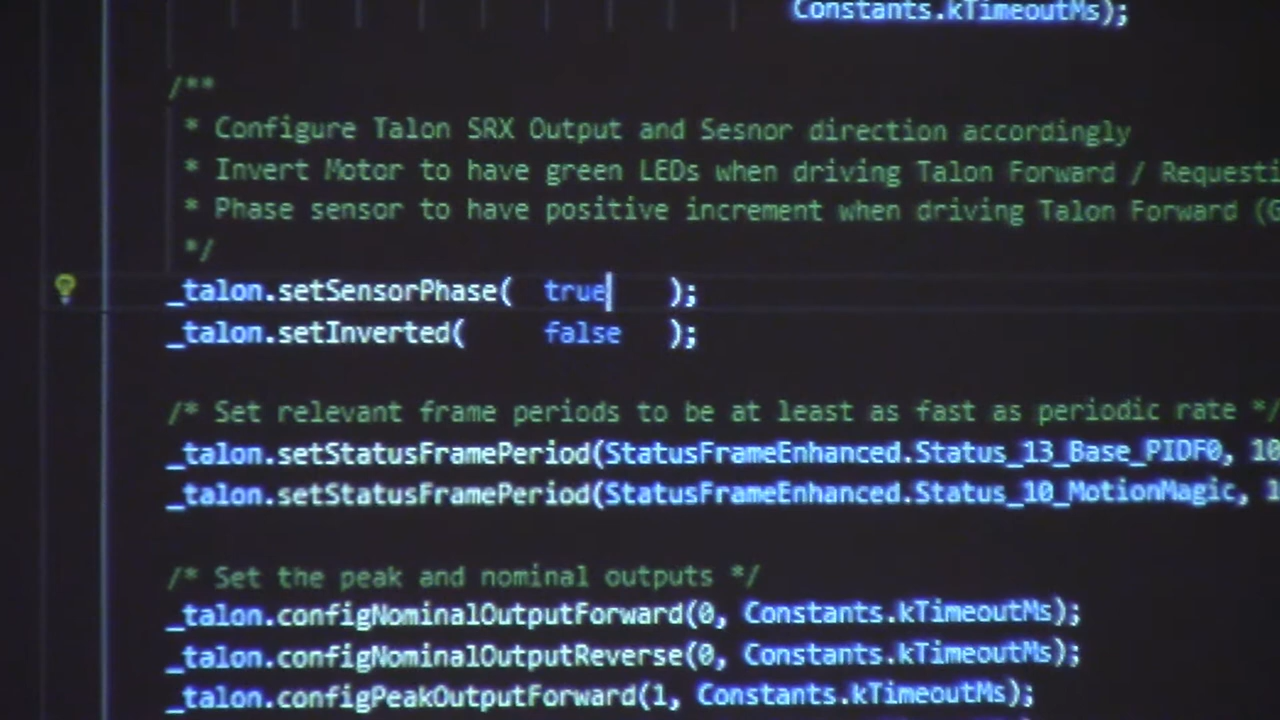 Constants.kTimeoutMs);
/**
* Configure Talon SRX Output and Sesnor direction accordingly
* Invert Motor to have green LEDs when driving Talon Forward / Requesti
* Phase sensor to have positive increment when driving Talon Forward (G
*/
_talon.setSensorPhase( true );
_talon.setInverted( false );
/* Set relevant frame periods to be at least as fast as periodic rate */
_talon.setStatusFramePeriod(StatusFrameEnhanced.Status_13_Base_PIDF0, 10
_talon.setStatusFramePeriod(StatusFrameEnhanced.Status_10_MotionMagic, 1
/* Set the peak and nominal outputs */
_talon.configNominalOutputForward(0, Constants.kTimeoutMs);
_talon.configNominalOutputReverse(0, Constants.kTimeoutMs);
_talon.configPeakOutputForward(1, Constants.kTimeoutMs);